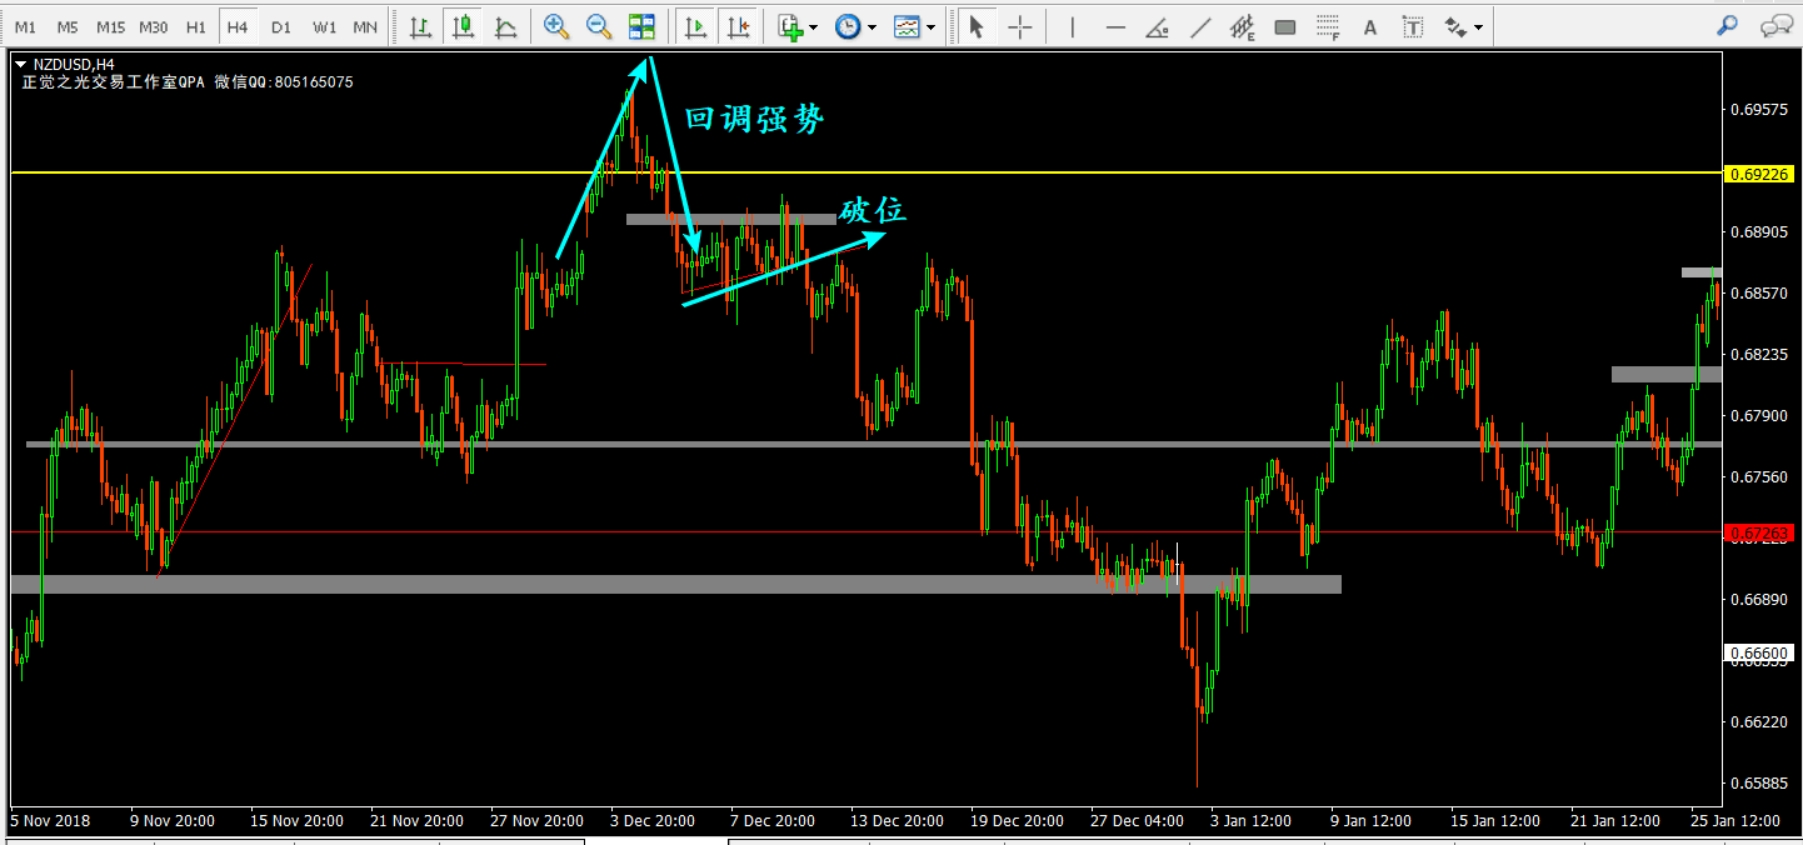 M1 M5 M15 M30 H1 H4 D1 W1 MN E F A T
NZDUSD,H4
正觉之光交易工作室QPA 微信QQ:805165075
回调强势
破位
0.69575
0.69226
0.68905
0.68570
0.68235
0.67900
0.67560
0.67263
0.66890
0.66600
0.66220
0.65885
5 Nov 2018 9 Nov 20:00 15 Nov 20:00 21 Nov 20:00 27 Nov 20:00 3 Dec 20:00 7 Dec 20:00 13 Dec 20:00 19 Dec 20:00 27 Dec 04:00 3 Jan 12:00 9 Jan 12:00 15 Jan 12:00 21 Jan 12:00 25 Jan 12:00